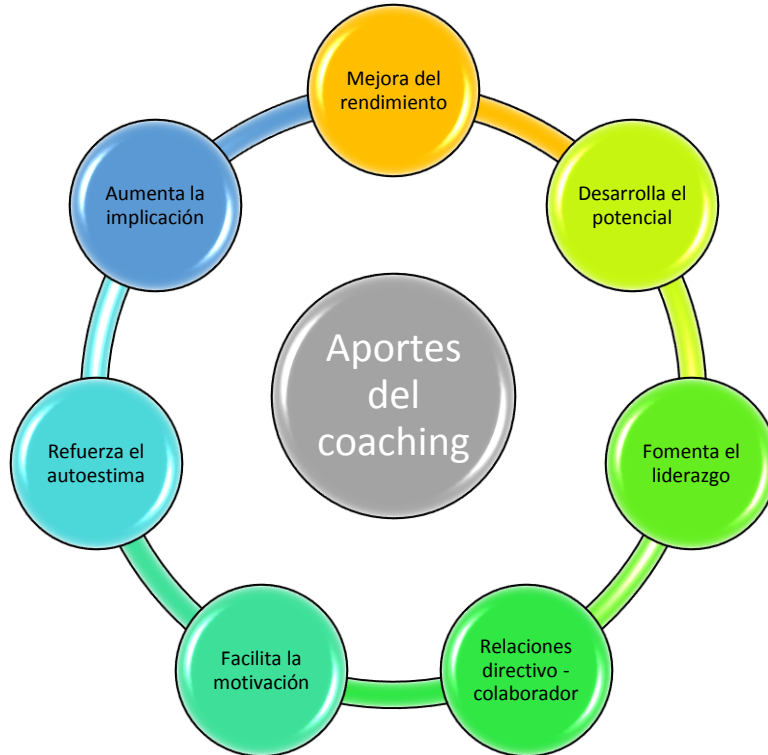 Mejora del
rendimiento
Desarrolla el
potencial
Fomenta el
liderazgo
Relaciones
directivo -
colaborador
Facilita la
motivación
Refuerza el
autoestima
Aumenta la
implicación
Aportes
del
coaching